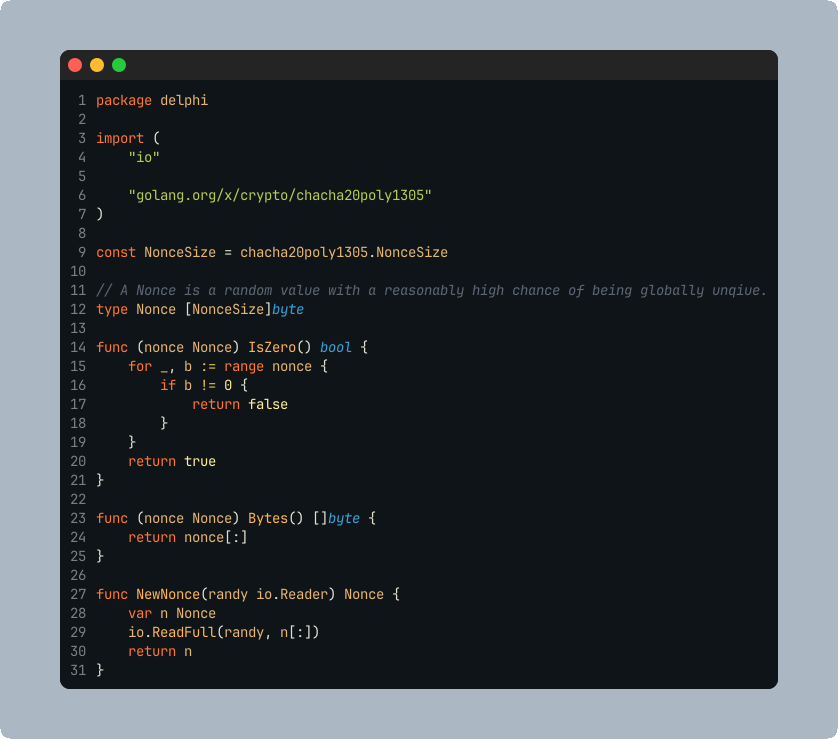 1 package delphi
2
3 import (
4     "io"
5
6     "golang.org/x/crypto/chacha20poly1305"
7 )
8
9 const NonceSize = chacha20poly1305.NonceSize
10
11 // A Nonce is a random value with a reasonably high chance of being globally unqiue.
12 type Nonce [NonceSize]byte
13
14 func (nonce Nonce) IsZero() bool {
15     for _, b := range nonce {
16         if b != 0 {
17             return false
18         }
19     }
20     return true
21 }
22
23 func (nonce Nonce) Bytes() []byte {
24     return nonce[:]
25 }
26
27 func NewNonce(randy io.Reader) Nonce {
28     var n Nonce
29     io.ReadFull(randy, n[:])
30     return n
31 }